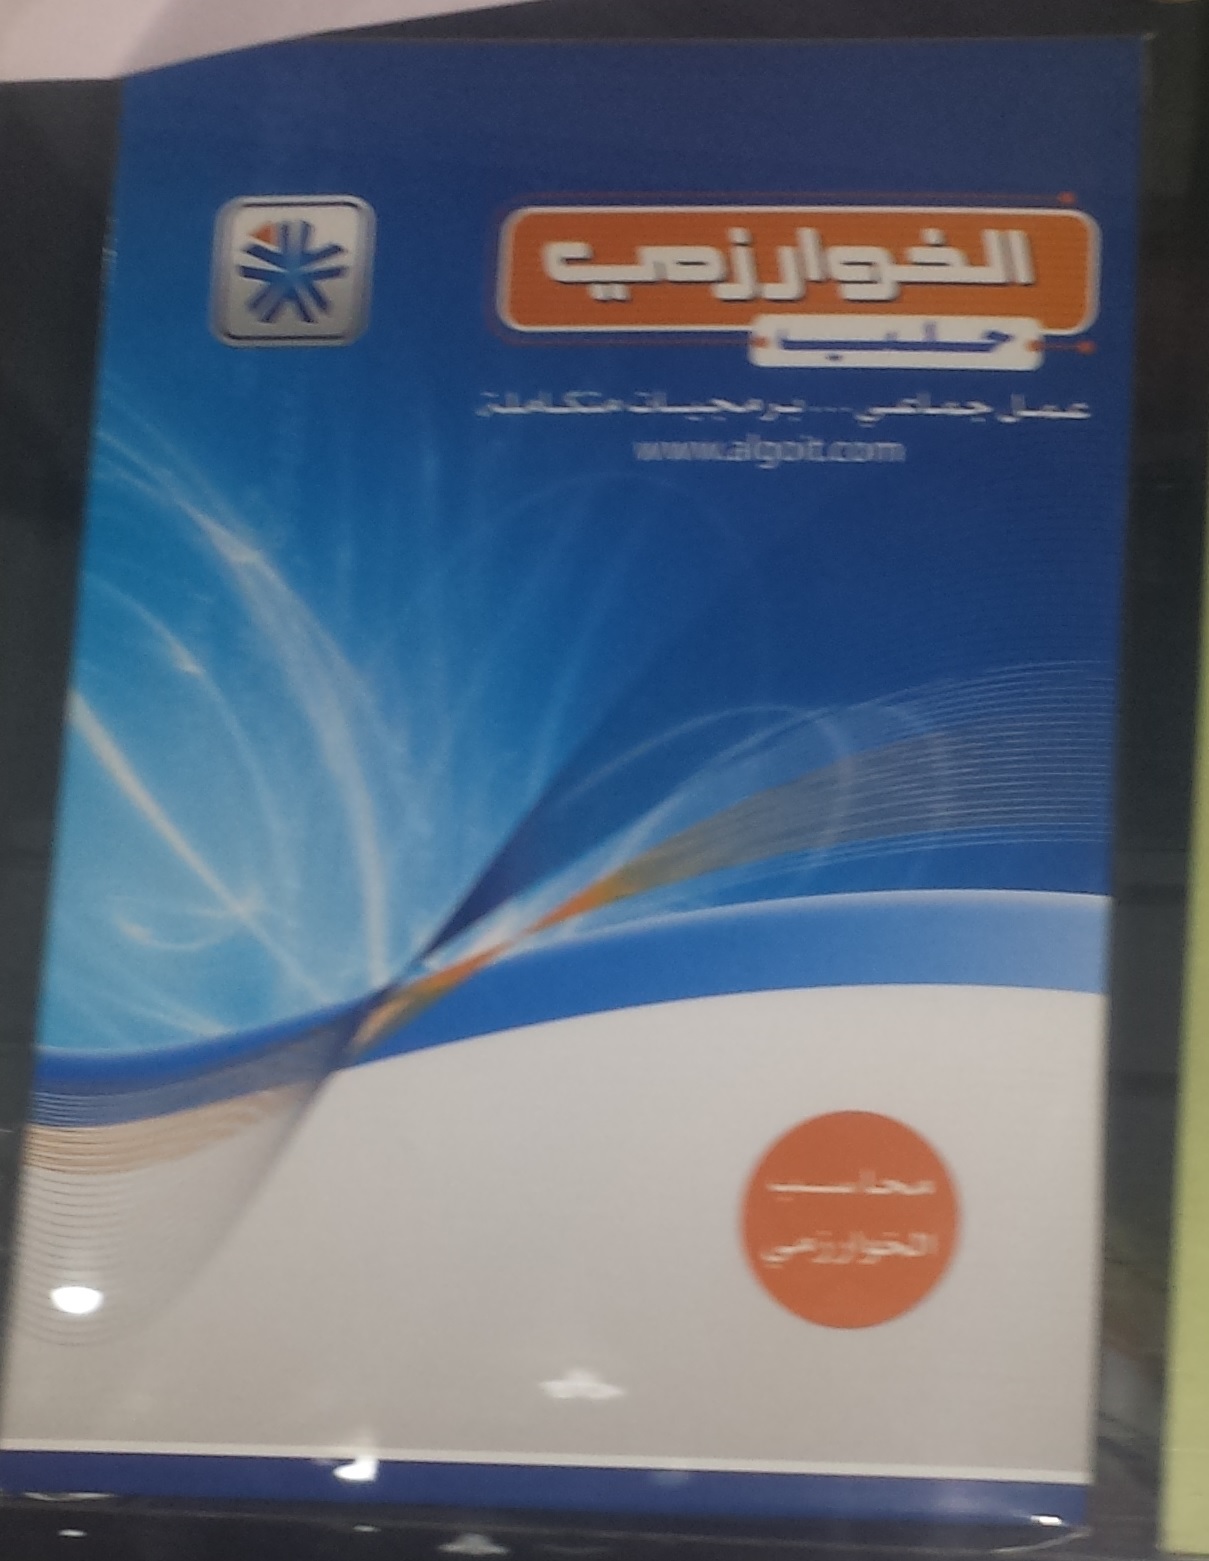 الخوارزمي
حلب
عمل جماعي... برمجيات متكاملة
www.algoit.com
محاسب
الخوارزمي